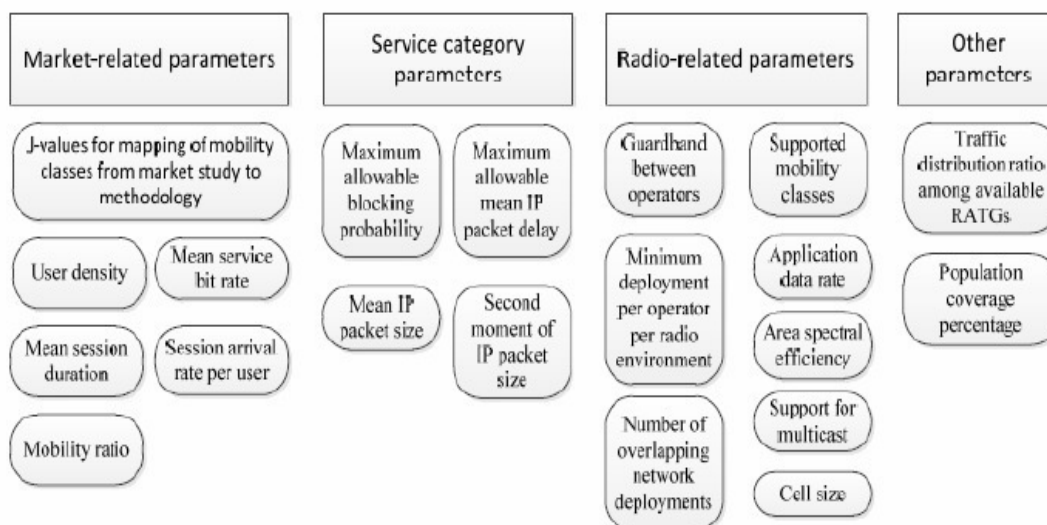 Market-related parameters
J-values for mapping of mobility
classes from market study to
methodology
User density
Mean service
bit rate
Mean session
duration
Session arrival
rate per user
Mobility ratio
Service category
parameters
Maximum
allowable
blocking
probability
Maximum
allowable
mean IP
packet delay
Mean IP
packet size
Second
moment of
IP packet
size
Radio-related parameters
Guardhand
between
operators
Supported
mobility
classes
Minimum
deployment
per operator
per radio
environment
Application
data rate
Area spectral
efficiency
Number of
overlapping
network
deployments
Support for
multicast
Cell size
Other
parameters
Traffic
distribution ratio
among available
RATGs
Population
coverage
percentage